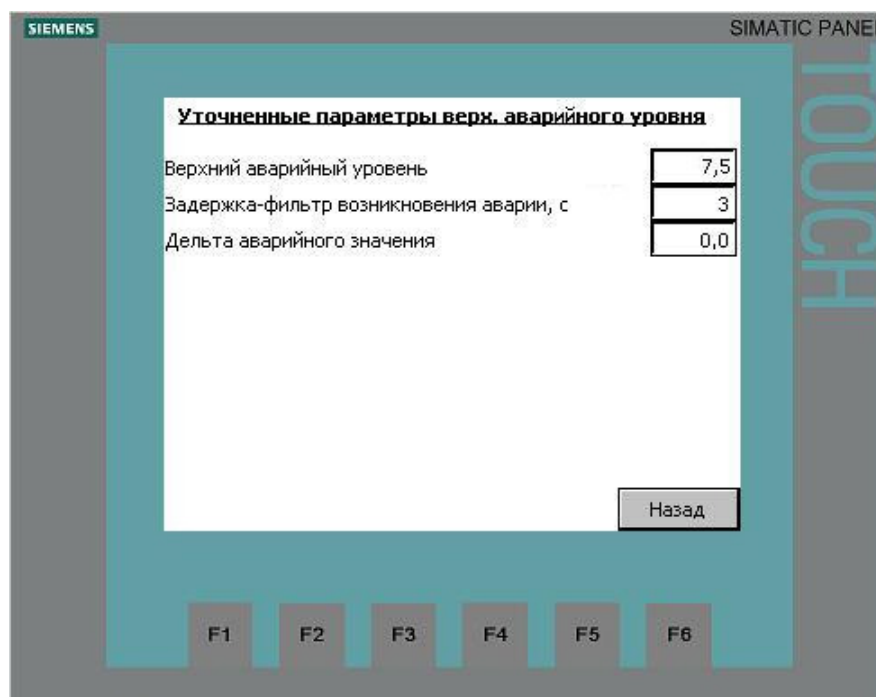 SIEMENS
SIMATIC PANEL
TOUCH
Уточненные параметры верх. аварийного уровня
Верхний аварийный уровень 7,5
Задержка-фильтр возникновения аварии, с 3
Дельта аварийного значения 0,0
Назад
F1 F2 F3 F4 F5 F6